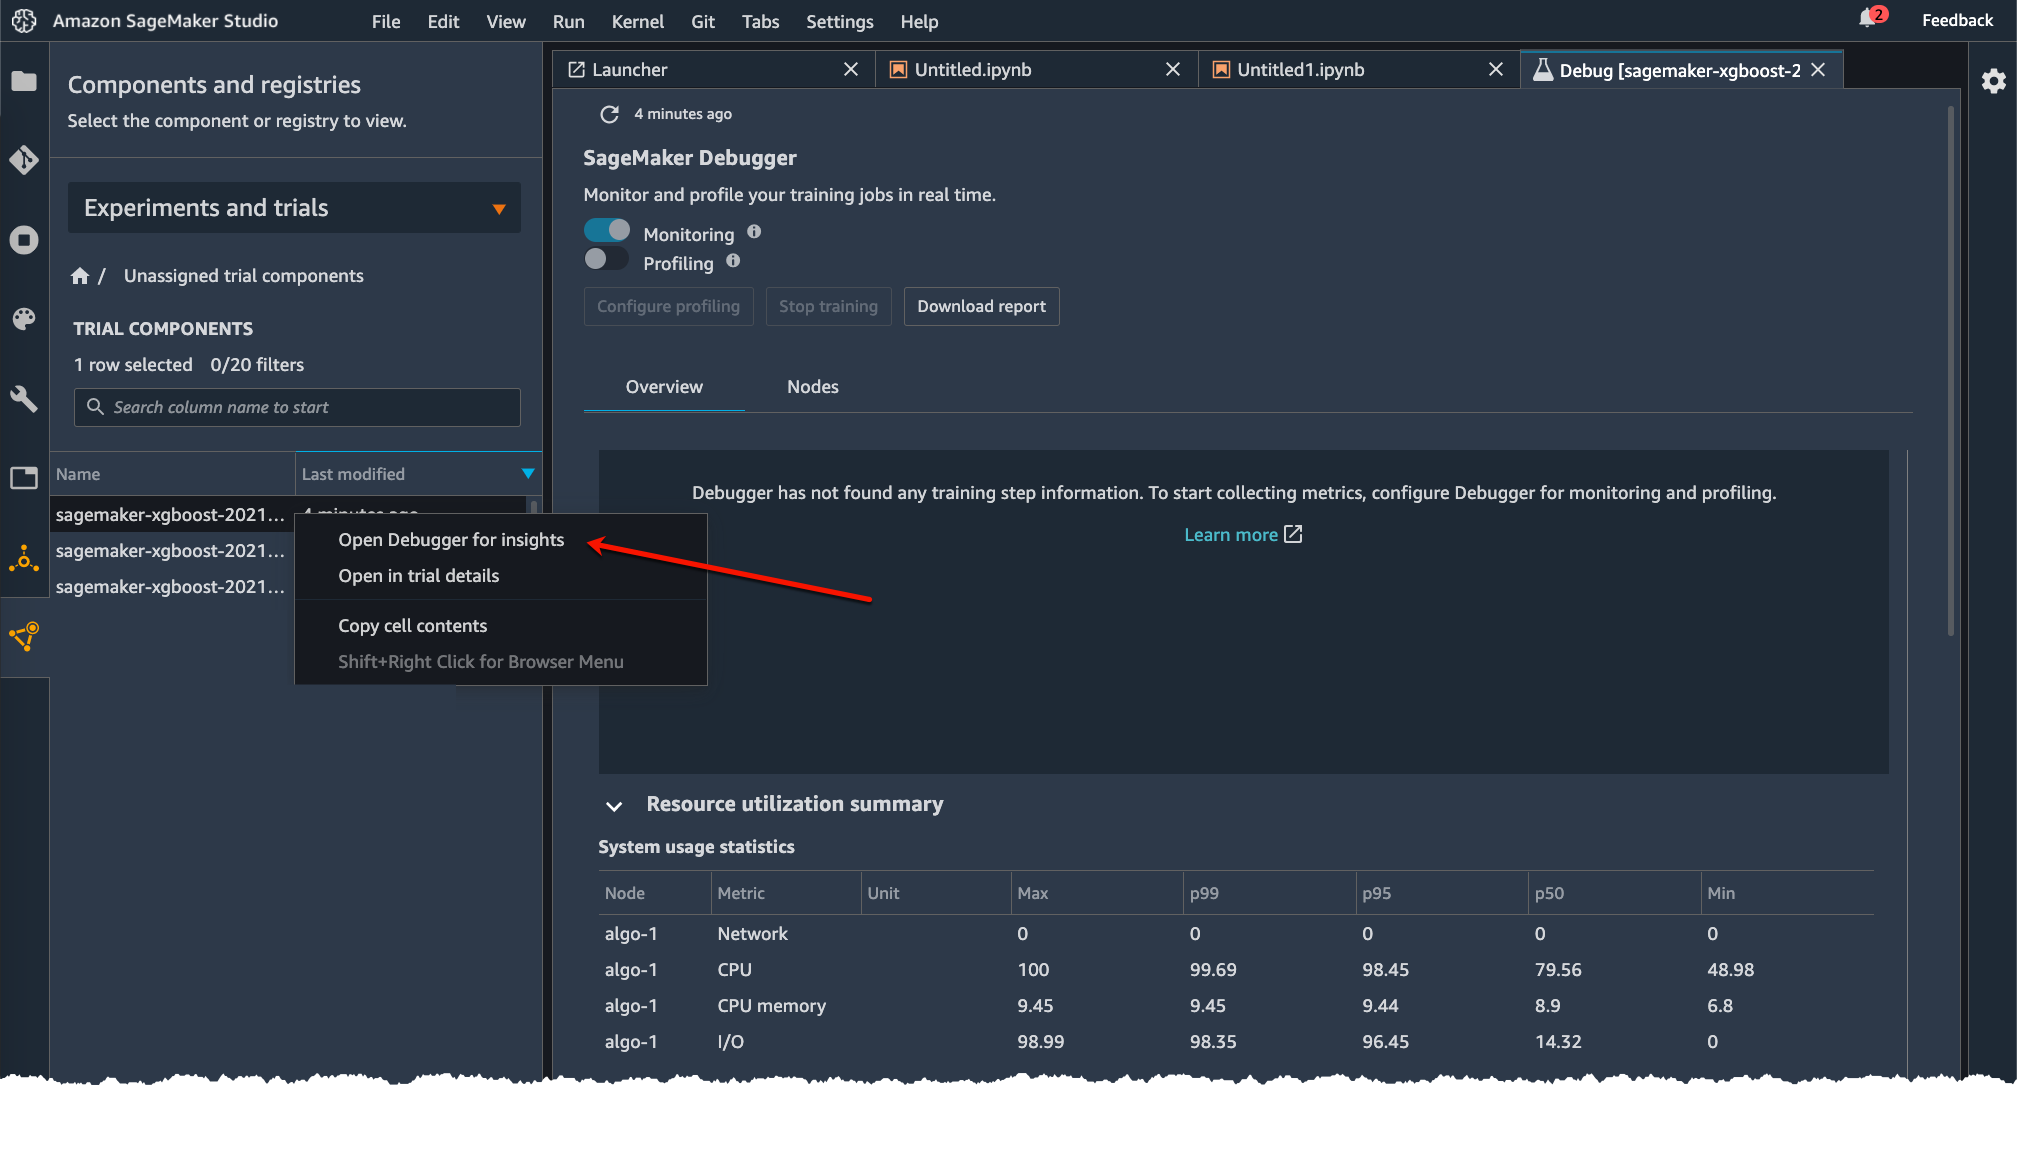 Amazon SageMaker Studio File Edit View Run Kernel Git Tabs Settings Help 2 Feedback
Components and registries
Select the component or registry to view.
Experiments and trials
/ Unassigned trial components
TRIAL COMPONENTS
1 row selected 0/20 filters
Search column name to start
Name Last modified
sagemaker-xgboost-2021... 4 minutes ago
sagemaker-xgboost-2021...
sagemaker-xgboost-2021...
Open Debugger for insights
Open in trial details
Copy cell contents
Shift+Right Click for Browser Menu
Launcher Untitled.ipynb Untitled1.ipynb Debug [sagemaker-xgboost-2
4 minutes ago
SageMaker Debugger
Monitor and profile your training jobs in real time.
Monitoring
Profiling
Configure profiling Stop training Download report
Overview Nodes
Debugger has not found any training step information. To start collecting metrics, configure Debugger for monitoring and profiling.
Learn more
Resource utilization summary
System usage statistics
Node Metric Unit Max p99 p95 p50 Min
algo-1 Network 0 0 0 0 0
algo-1 CPU 100 99.69 98.45 79.56 48.98
algo-1 CPU memory 9.45 9.45 9.44 8.9 6.8
algo-1 I/O 98.99 98.35 96.45 14.32 0